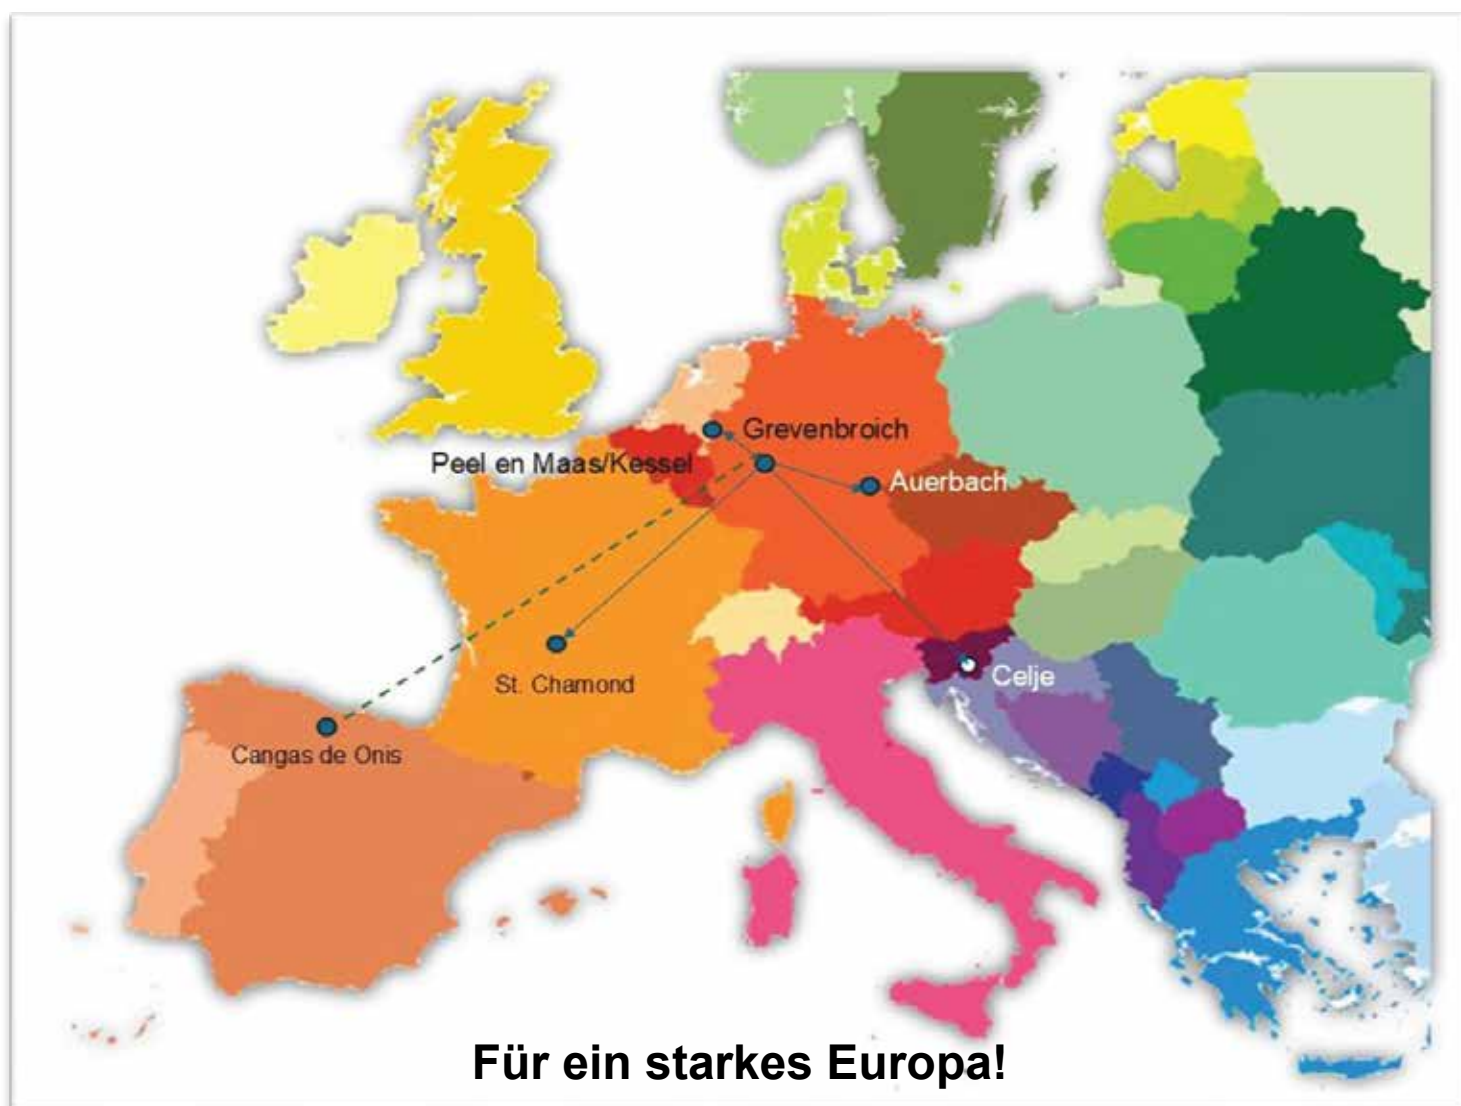 Grevenbroich
Peel en Maas/Kessel
Auerbach
St. Chamond
Celje
Cangas de Onis
Für ein starkes Europa!